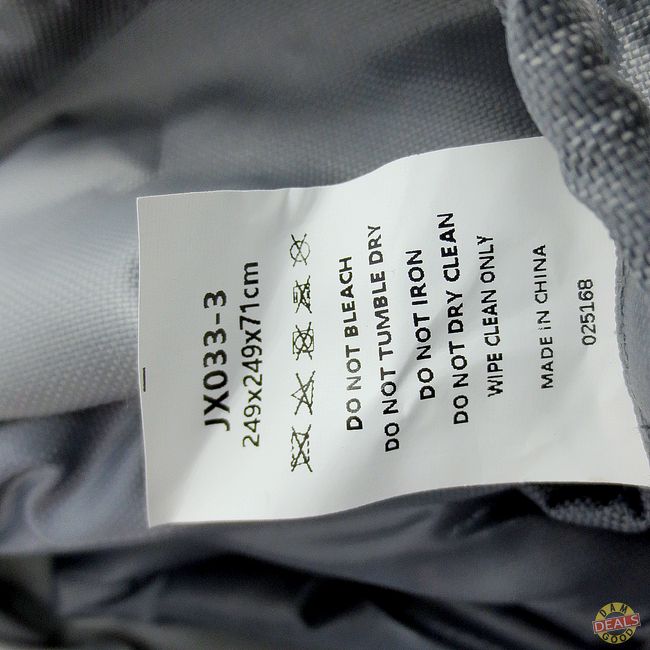 JX033-3
249x249x71cm
DO NOT BLEACH
DO NOT TUMBLE DRY
DO NOT IRON
DO NOT DRY CLEAN
WIPE CLEAN ONLY
MADE IN CHINA
025168
DAM
DEALS
GOOD